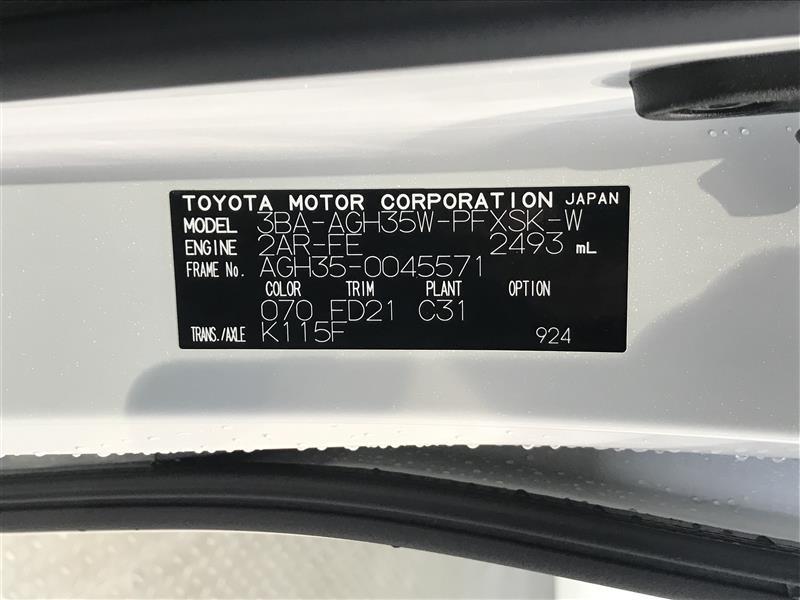 TOYOTA MOTOR CORPORATION JAPAN
MODEL 3BA-AGH35W-PFXSK-W
ENGINE 2AR-FE 2493 mL
FRAME No. AGH35-0045571
COLOR TRIM PLANT OPTION
070 FD21 C31
TRANS./AXLE K115F 924